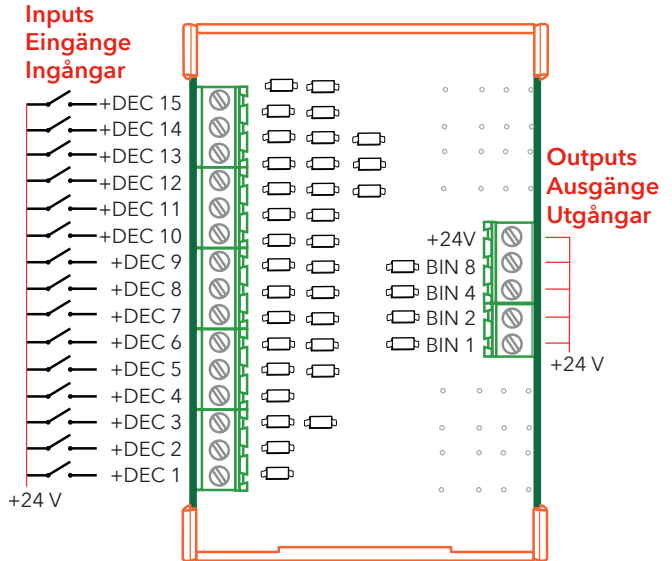 Inputs
Eingänge
Ingångar
+DEC 15
+DEC 14
+DEC 13
+DEC 12
+DEC 11
+DEC 10
+DEC 9
+DEC 8
+DEC 7
+DEC 6
+DEC 5
+DEC 4
+DEC 3
+DEC 2
+DEC 1
+24 V
Outputs
Ausgänge
Utgångar
+24V
BIN 8
BIN 4
BIN 2
BIN 1
+24 V